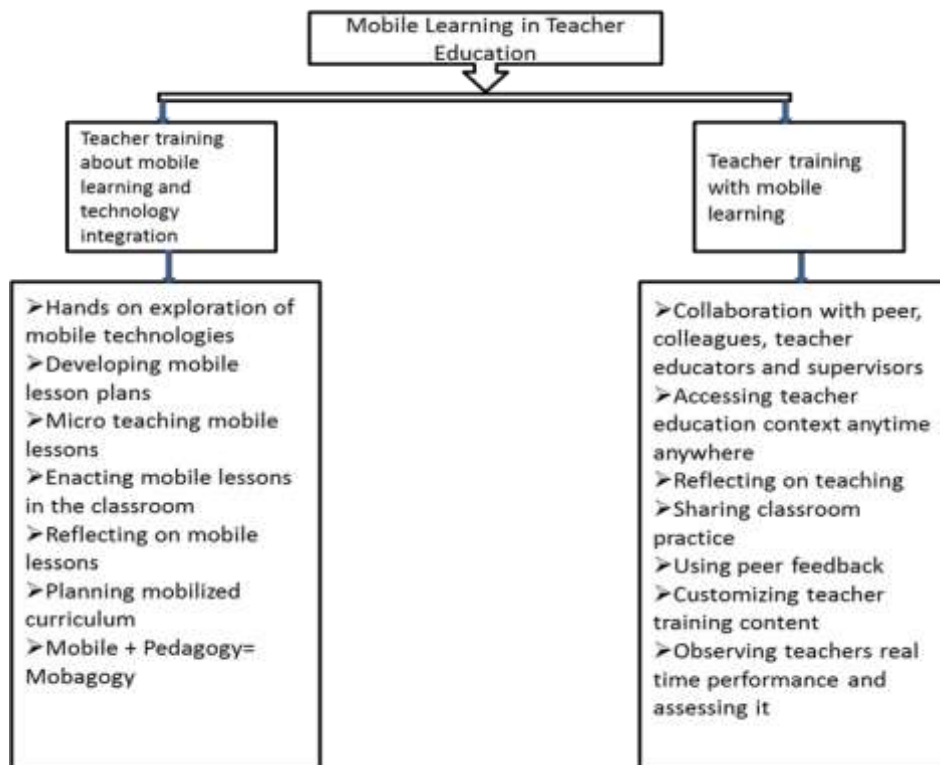 Mobile Learning in Teacher
Education
Teacher training
about mobile
learning and
technology
integration
Teacher training
with mobile
learning
➢Hands on exploration of
mobile technologies
➢Developing mobile
lesson plans
➢Micro teaching mobile
lessons
➢Enacting mobile lessons
in the classroom
➢Reflecting on mobile
lessons
➢Planning mobilized
curriculum
➢Mobile + Pedagogy=
Mobagogy
➢Collaboration with peer,
colleagues, teacher
educators and supervisors
➢Accessing teacher
education context anytime
anywhere
➢Reflecting on teaching
➢Sharing classroom
practice
➢Using peer feedback
➢Customizing teacher
training content
➢Observing teachers real
time performance and
assessing it